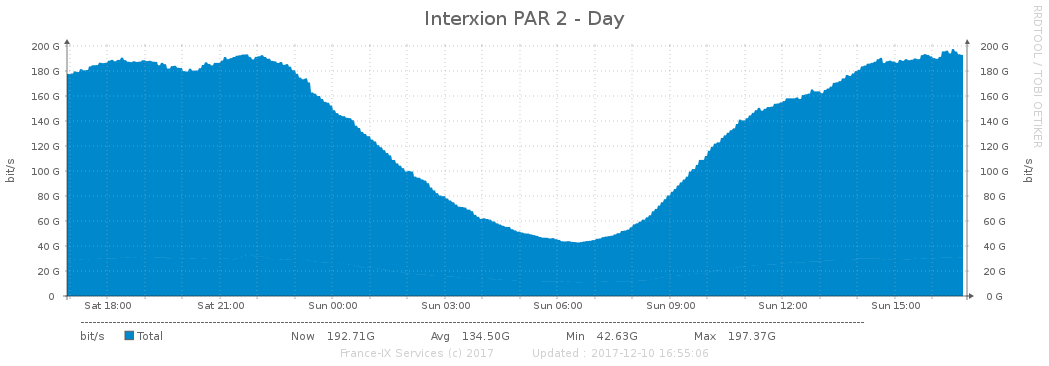 Interxion PAR 2 - Day
RRDTOOL / TOBI OETIKER
200 G 200 G
180 G 180 G
160 G 160 G
140 G 140 G
120 G 120 G
100 G 100 G
80 G 80 G
60 G 60 G
40 G 40 G
20 G 20 G
0 0 G
bit/s
bit/s
Sat 18:00 Sat 21:00 Sun 00:00 Sun 03:00 Sun 06:00 Sun 09:00 Sun 12:00 Sun 15:00
bit/s Total Now 192.71G Avg 134.50G Min 42.63G Max 197.37G
France-IX Services (c) 2017 Updated : 2017-12-10 16:55:06